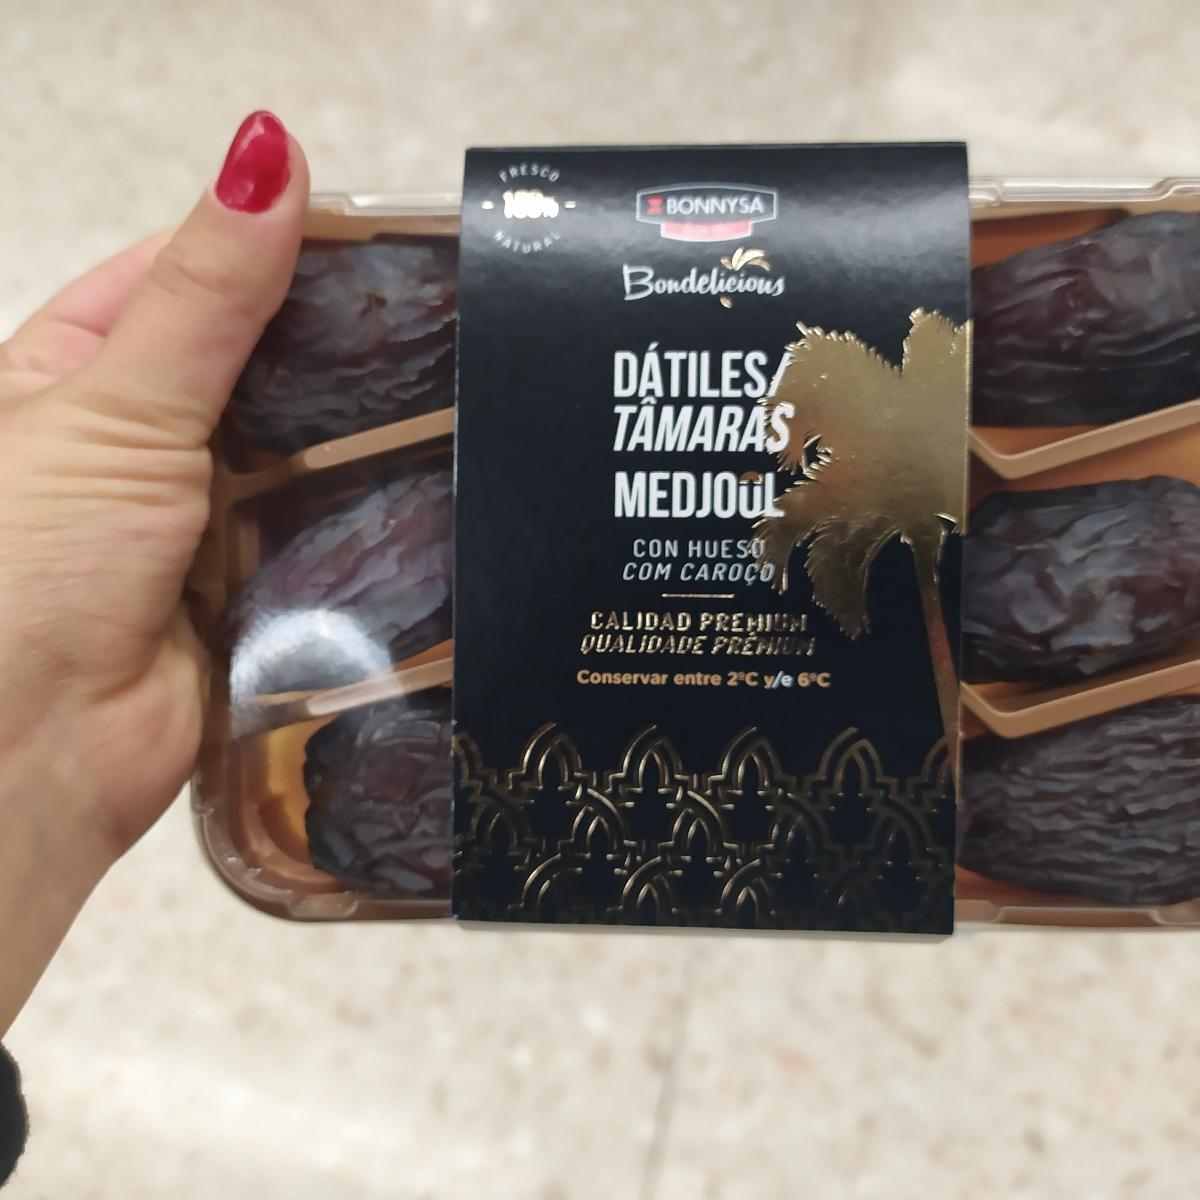 FRESCO
100%
NATURAL
BONNYSA
Bondelicious
DÁTILES/
TÂMARAS
MEDJOUL
CON HUESO
COM CAROÇO
CALIDAD PREMIUM
QUALIDADE PRÉMIUM
Conservar entre 2ºC y/e 6ºC